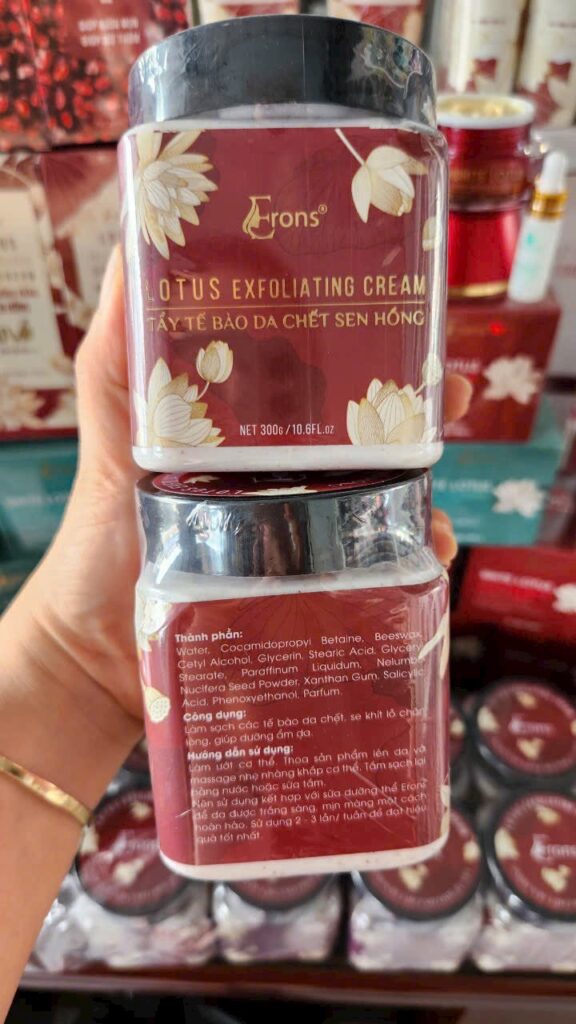 Erons®
LOTUS EXFOLIATING CREAM
TẨY TẾ BÀO DA CHẾT SEN HỒNG
NET 300G / 10.6FL.OZ
Thành phần:
Water, Cocamidopropyl Betaine, Beeswax,
Cetyl Alcohol, Glycerin, Stearic Acid, Glyceryl
Stearate, Paraffinum Liquidum, Nelumbo
Nucifera Seed Powder, Xanthan Gum, Salicylic
Acid, Phenoxyethanol, Parfum.
Công dụng:
Làm sạch các tế bào da chết, se khít lỗ chân
lông, giúp dưỡng ẩm da.
Hướng dẫn sử dụng:
Làm ướt cơ thể. Thoa sản phẩm lên da và
massage nhẹ nhàng khắp cơ thể. Tắm sạch lại
bằng nước hoặc sữa tắm.
Nên sử dụng kết hợp với sữa dưỡng thể Erons
để da được trắng sáng, mịn màng một cách
hoàn hảo. Sử dụng 2 - 3 lần/ tuần để đạt hiệu
quả tốt nhất.
WHITE LOTUS
Erons
Erons